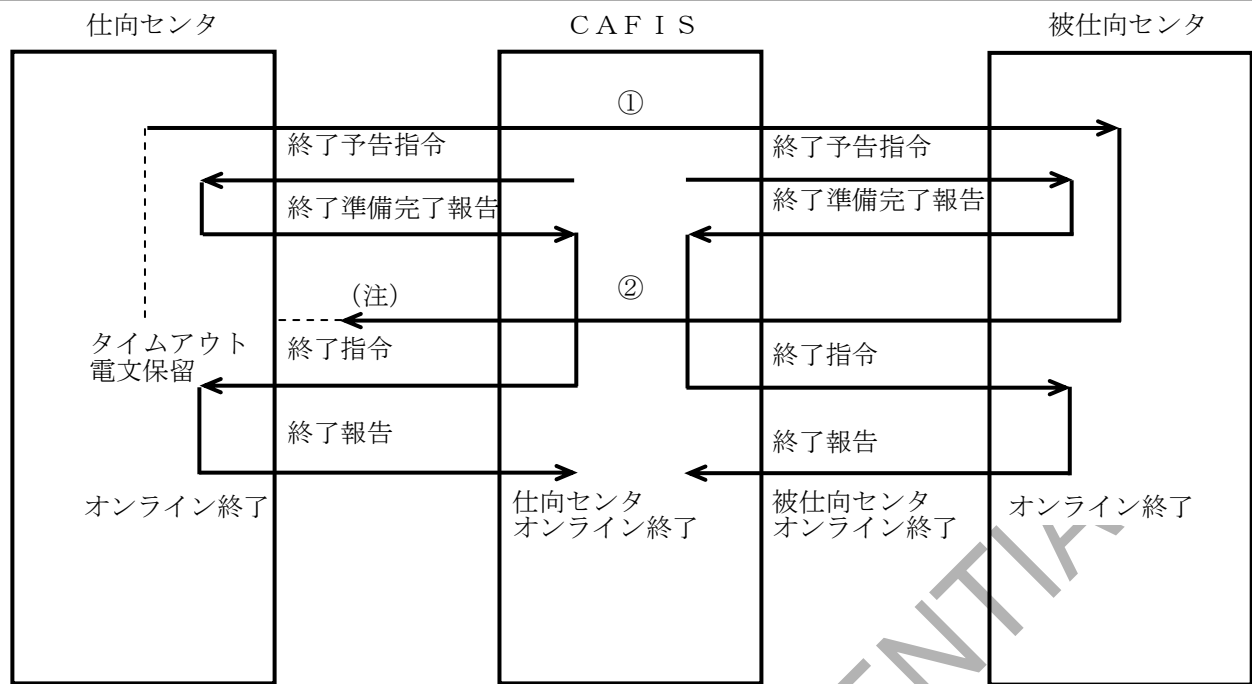 仕向センタ
ＣＡＦＩＳ
被仕向センタ
①
終了予告指令
終了予告指令
終了準備完了報告
終了準備完了報告
（注）
②
タイムアウト
電文保留
終了指令
終了指令
終了報告
終了報告
オンライン終了
仕向センタ
オンライン終了
被仕向センタ
オンライン終了
オンライン終了